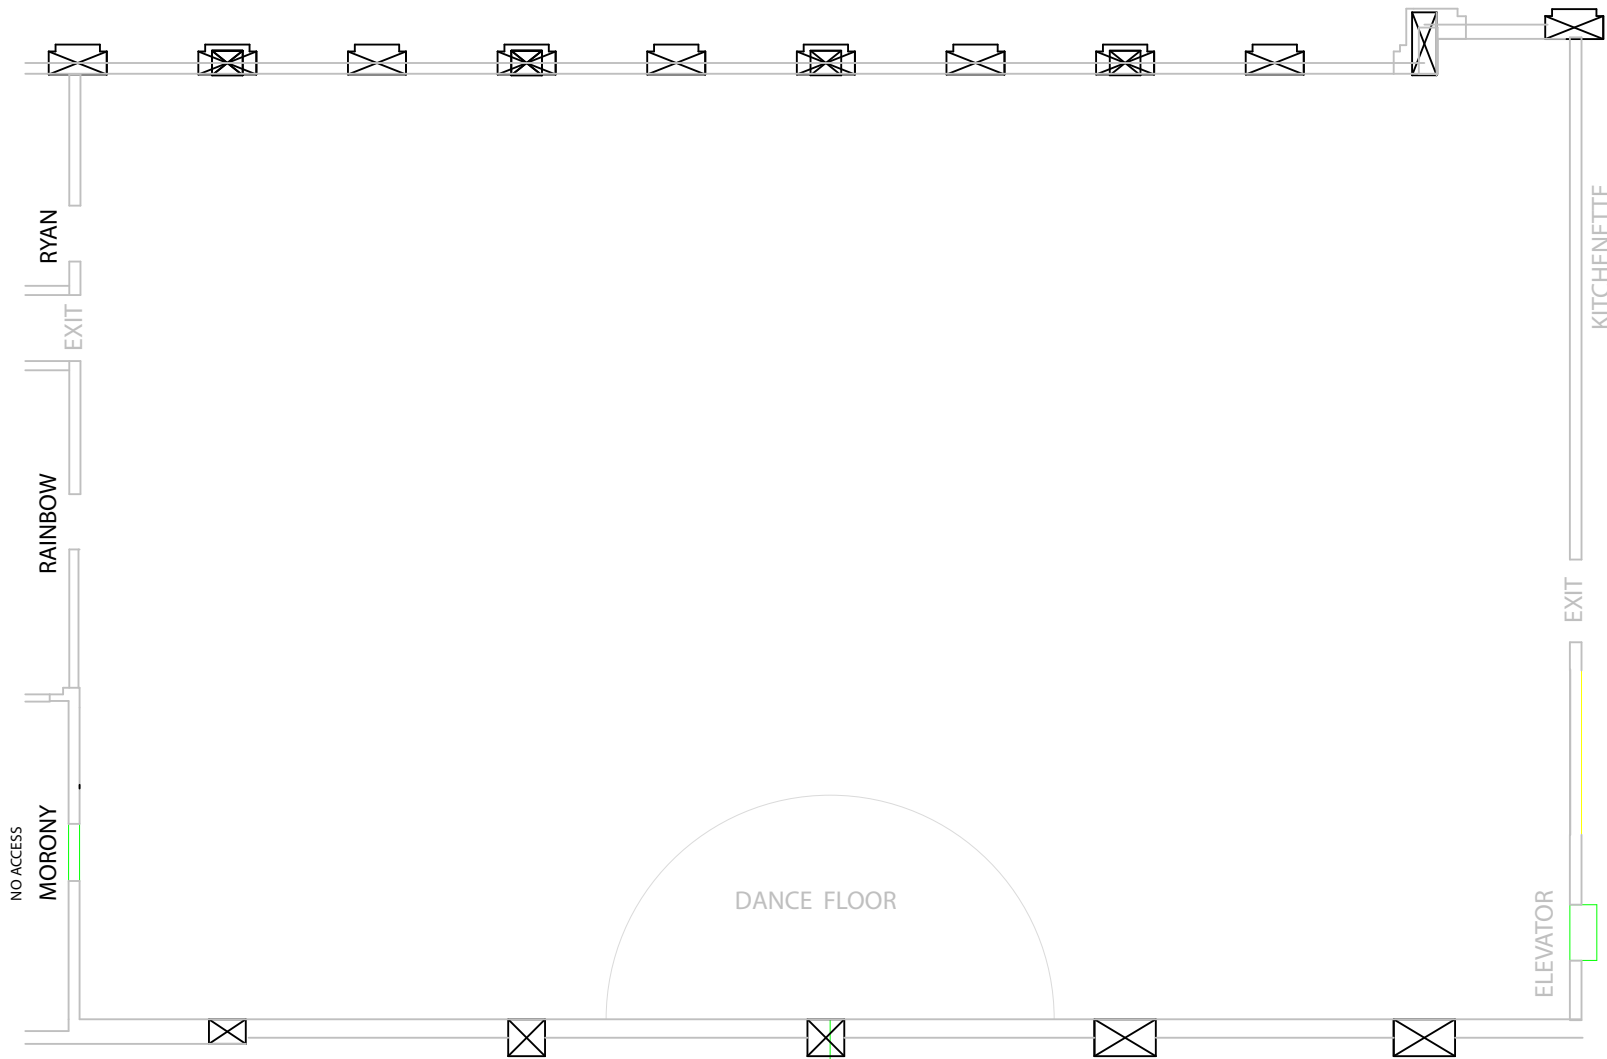 RYAN
EXIT
RAINBOW
NO ACCESS
MORONY
DANCE FLOOR
KITCHENETTE
EXIT
ELEVATOR